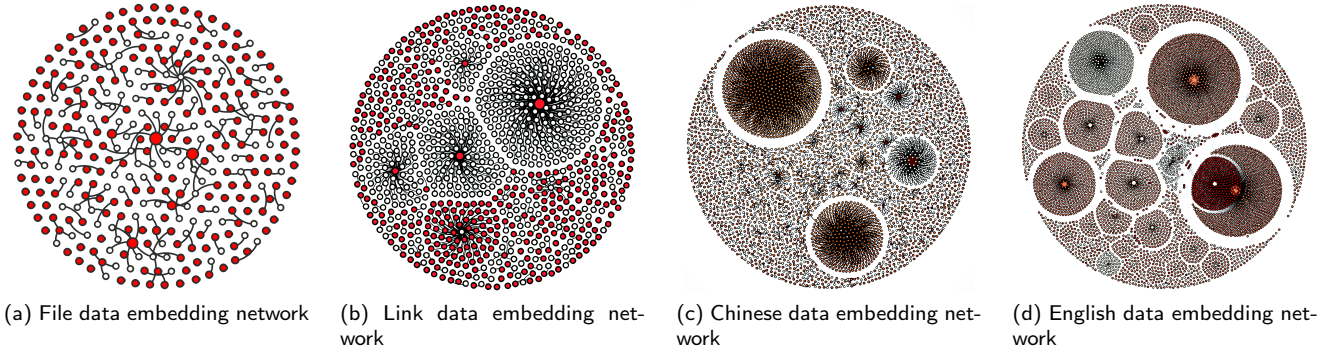 (a) File data embedding network
(b) Link data embedding net-
work
(c) Chinese data embedding net-
work
(d) English data embedding net-
work